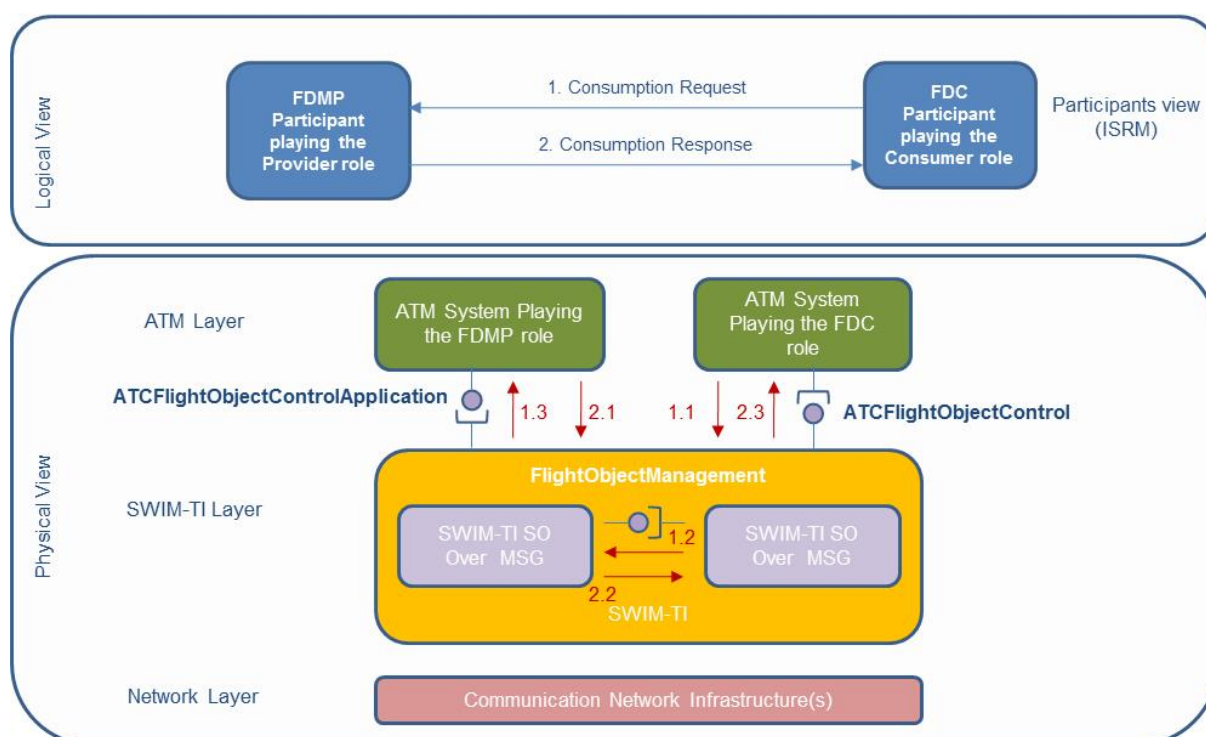 Logical View
FDMP
Participant
playing the
Provider role
1. Consumption Request
2. Consumption Response
FDC
Participant
playing the
Consumer role
Participants view
(ISRM)
Physical View
ATM Layer
ATM System Playing
the FDMP role
ATM System
Playing the FDC
role
ATCFlightObjectControlApplication
1.3
2.1
1.1
2.3
ATCFlightObjectControl
SWIM-TI Layer
FlightObjectManagement
SWIM-TI SO
Over MSG
1.2
2.2
SWIM-TI SO
Over MSG
SWIM-TI
Network Layer
Communication Network Infrastructure(s)